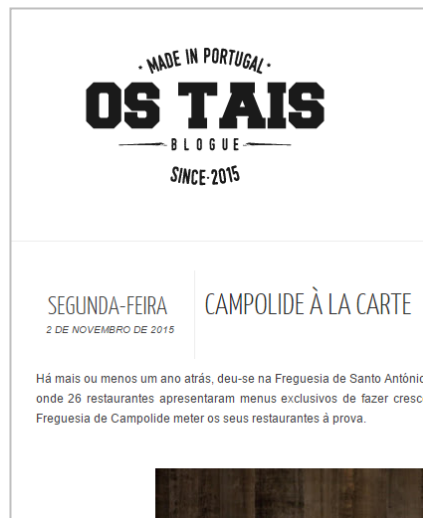 · MADE IN PORTUGAL ·
OS TAIS
BLOGUE
SINCE·2015
SEGUNDA-FEIRA
2 DE NOVEMBRO DE 2015
CAMPOLIDE À LA CARTE
Há mais ou menos um ano atrás, deu-se na Freguesia de Santo
onde 26 restaurantes apresentaram menus exclusivos de fazer
Freguesia de Campolide meter os seus restaurantes à prova.